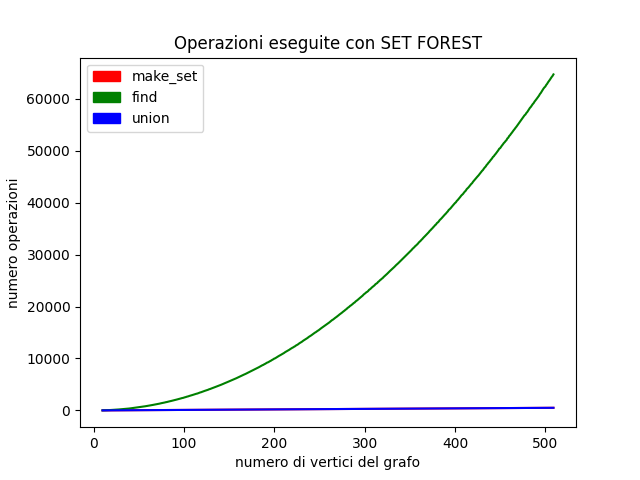 Operazioni eseguite con SET FOREST
make_set
find
union
numero operazioni
60000
50000
40000
30000
20000
10000
0
0 100 200 300 400 500
numero di vertici del grafo